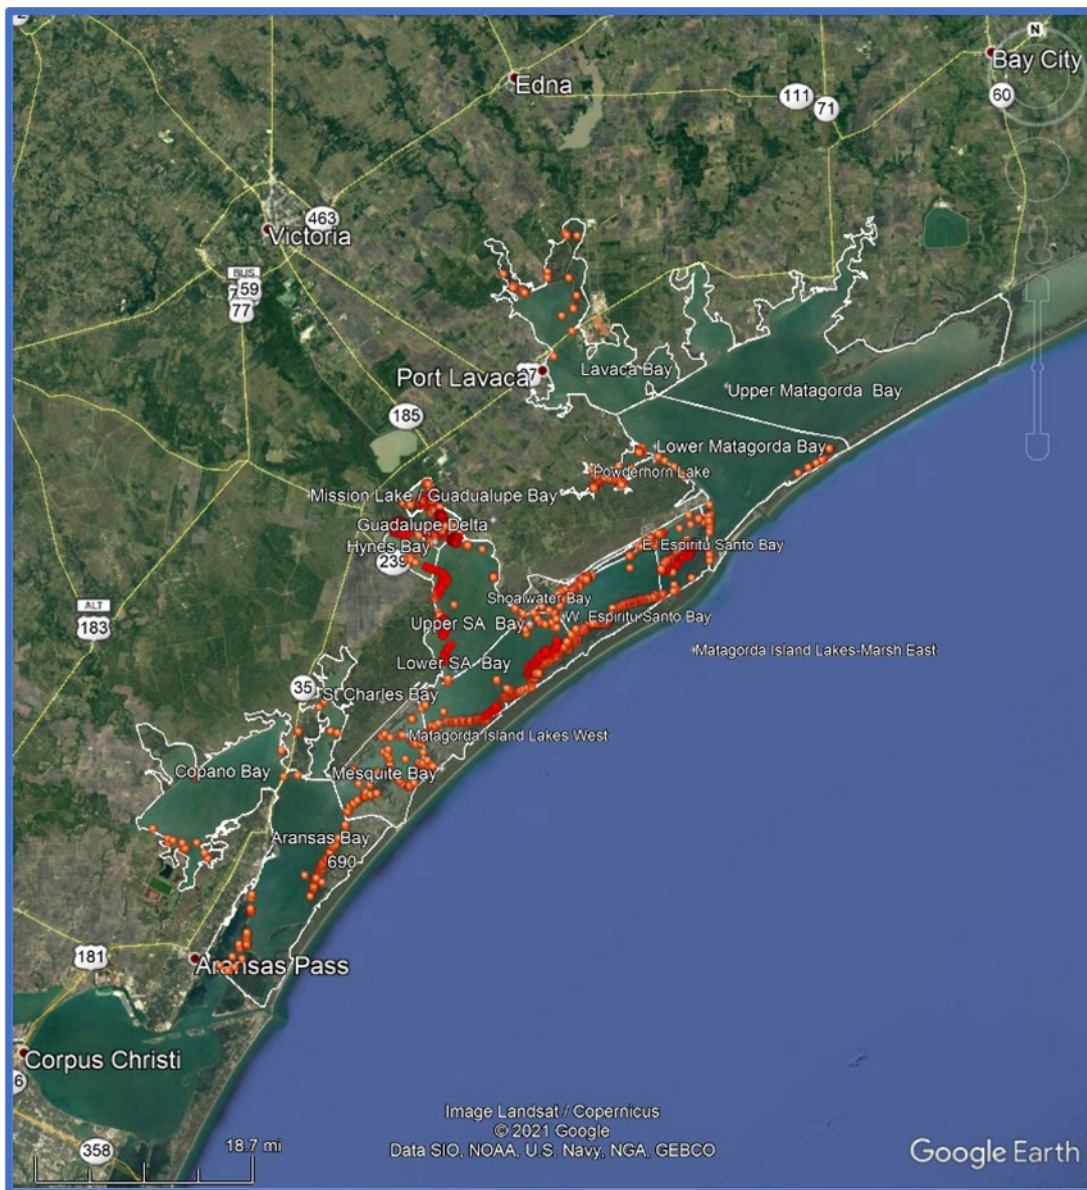 N
Bay City
Edna
111
71
60
463
Victoria
BUS
59
77
Port Lavaca
Lavaca Bay
Upper Matagorda Bay
185
Lower Matagorda Bay
Powderhorn Lake
Mission Lake / Guadualupe Bay
Guadalupe Delta
Hynes Bay
E. Espiritu Santo Bay
239
ALT
183
Shoalwater Bay
Upper SA Bay
W. Espiritu Santo Bay
Matagorda Island Lakes-Marsh East
Lower SA Bay
35
St Charles Bay
Matagorda Island Lakes West
Copano Bay
Mesquite Bay
Aransas Bay
690
181
Aransas Pass
Corpus Christi
Image Landsat / Copernicus
© 2021 Google
Data SIO, NOAA, U.S. Navy, NGA, GEBCO
358
18.7 mi
Google Earth